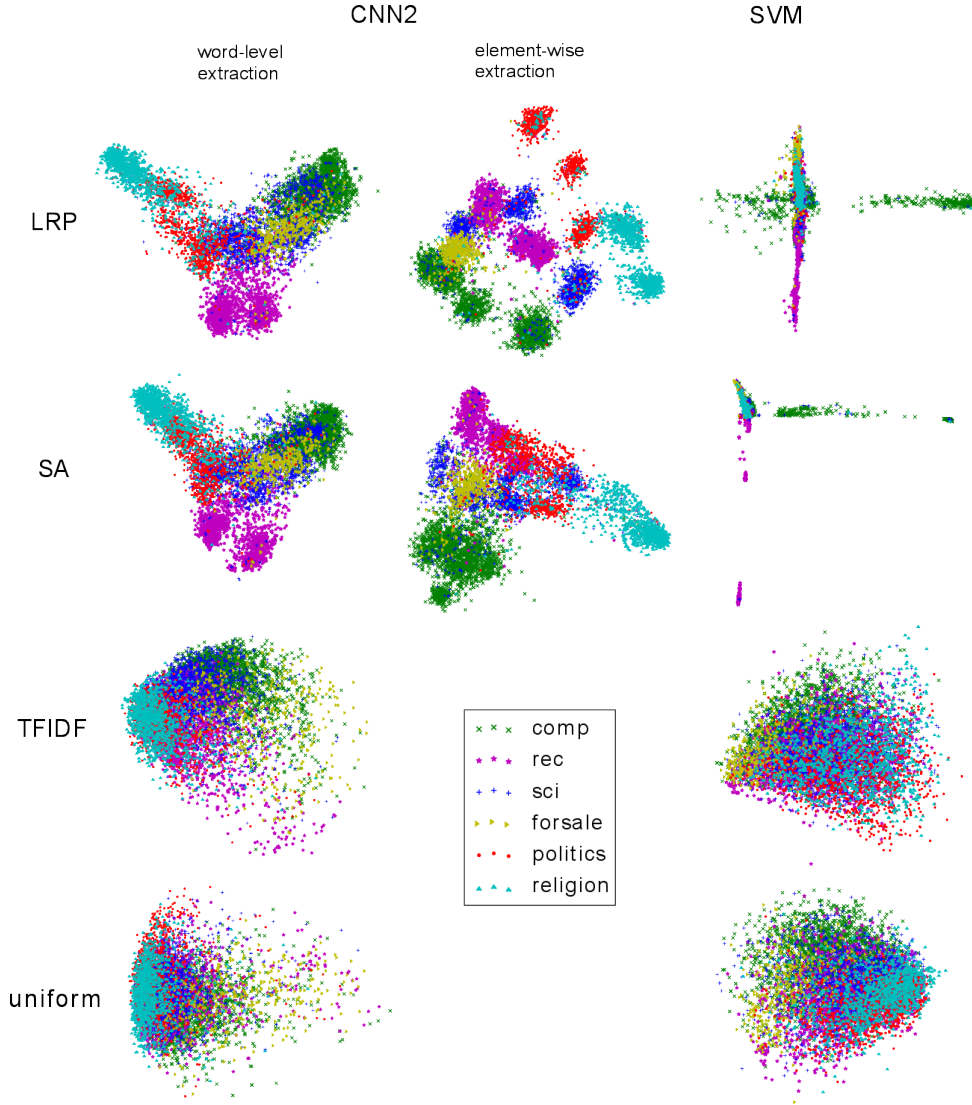 CNN2
SVM
word-level
extraction
element-wise
extraction
LRP
SA
TFIDF
comp
rec
sci
forsale
politics
religion
uniform